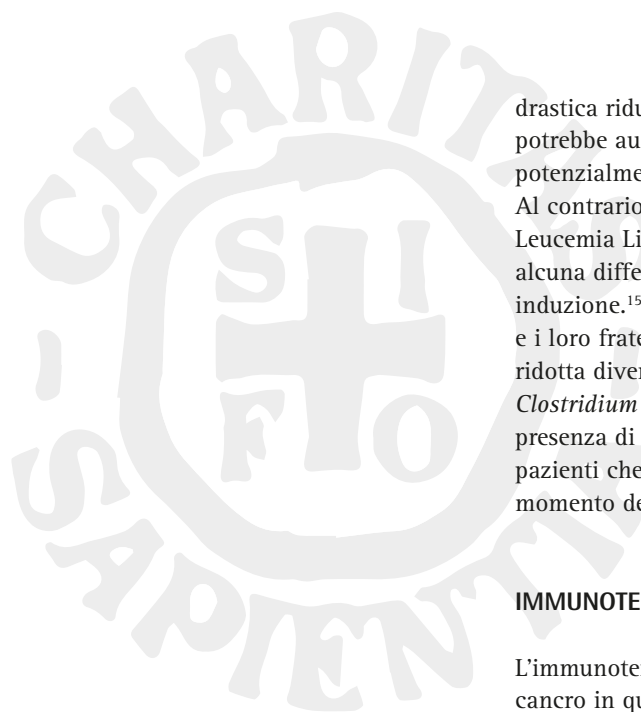 CHARITAS
S I
F O
- SAPIENTI
drastica ridu
potrebbe au
potenzialme
Al contrario
Leucemia Li
alcuna diffe
induzione.15
e i loro frate
ridotta diver
Clostridium
presenza di
pazienti che
momento de
IMMUNOTE
L'immunote
cancro in qu